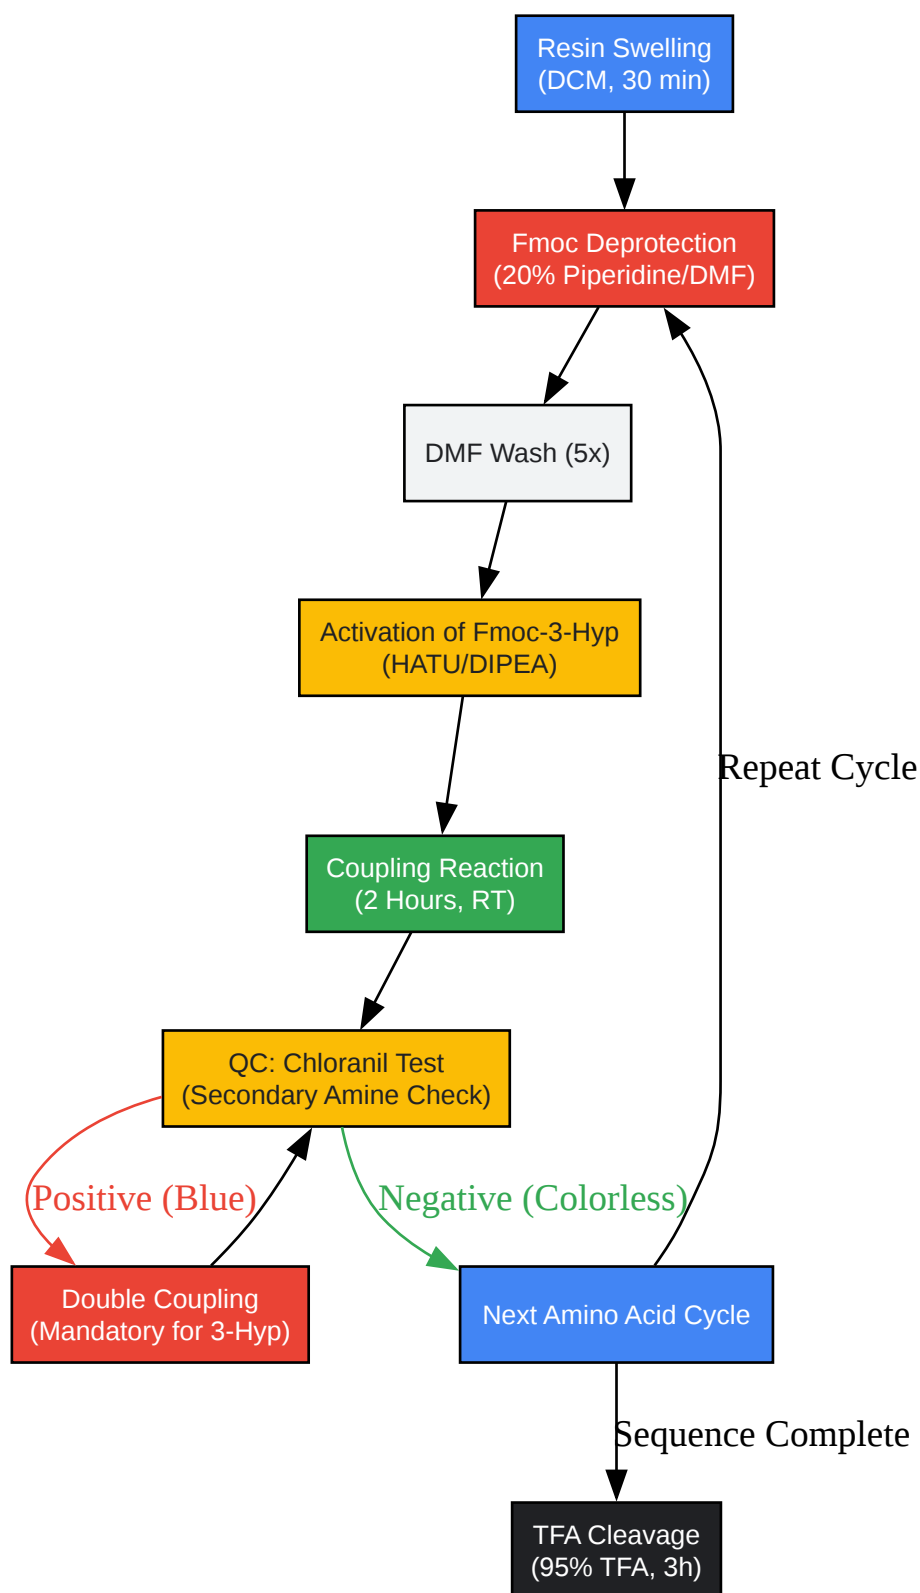 Resin Swelling
(DCM, 30 min)
Fmoc Deprotection
(20% Piperidine/DMF)
DMF Wash (5x)
Activation of Fmoc-3-Hyp
(HATU/DIPEA)
Repeat Cycle
Coupling Reaction
(2 Hours, RT)
QC: Chloranil Test
(Secondary Amine Check)
Positive (Blue)
Negative (Colorless)
Double Coupling
(Mandatory for 3-Hyp)
Next Amino Acid Cycle
Sequence Complete
TFA Cleavage
(95% TFA, 3h)